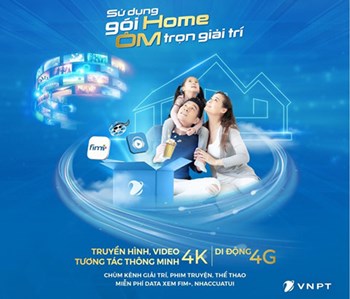 Sử dụng
gói Home
ÔM trọn giải trí
fim+
TRUYỀN HÌNH, VIDEO
TƯƠNG TÁC THÔNG MINH 4K
DI ĐỘNG 4G
CHÙM KÊNH GIẢI TRÍ, PHIM TRUYỆN, THỂ THAO
MIỄN PHÍ DATA XEM FIM+, NHACCUATUI
VNPT